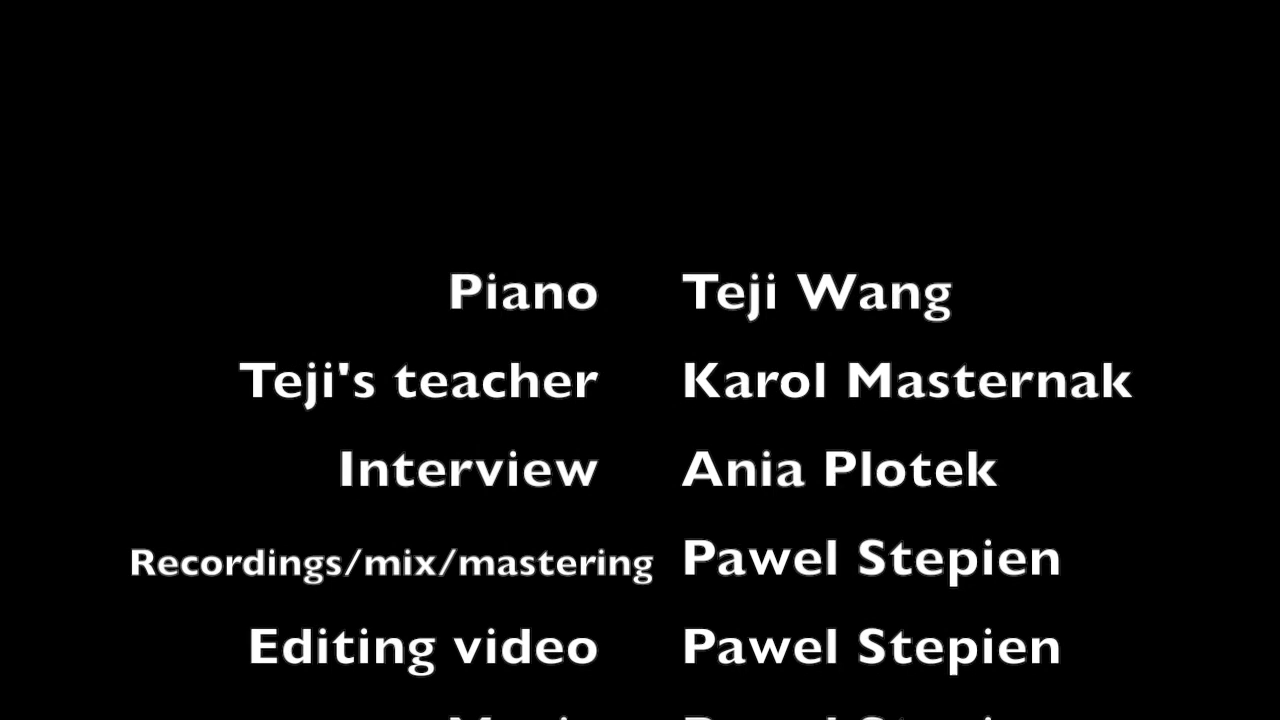 Piano Teji Wang
Teji's teacher Karol Masternak
Interview Ania Plotek
Recordings/mix/mastering Pawel Stepien
Editing video Pawel Stepien